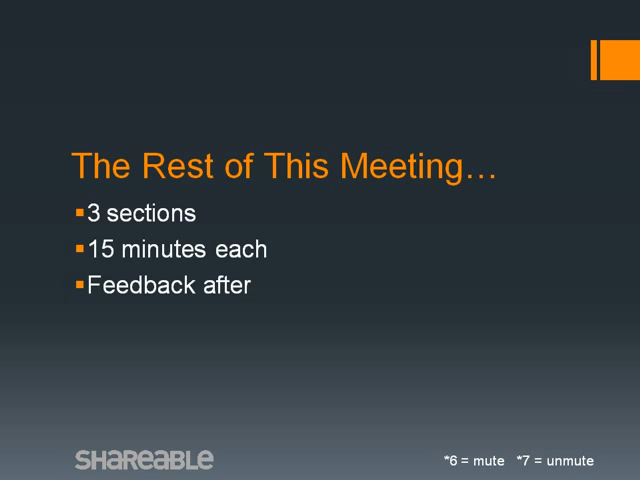 The Rest of This Meeting…
▪3 sections
▪15 minutes each
▪Feedback after
SHAREABLE
*6 = mute *7 = unmute